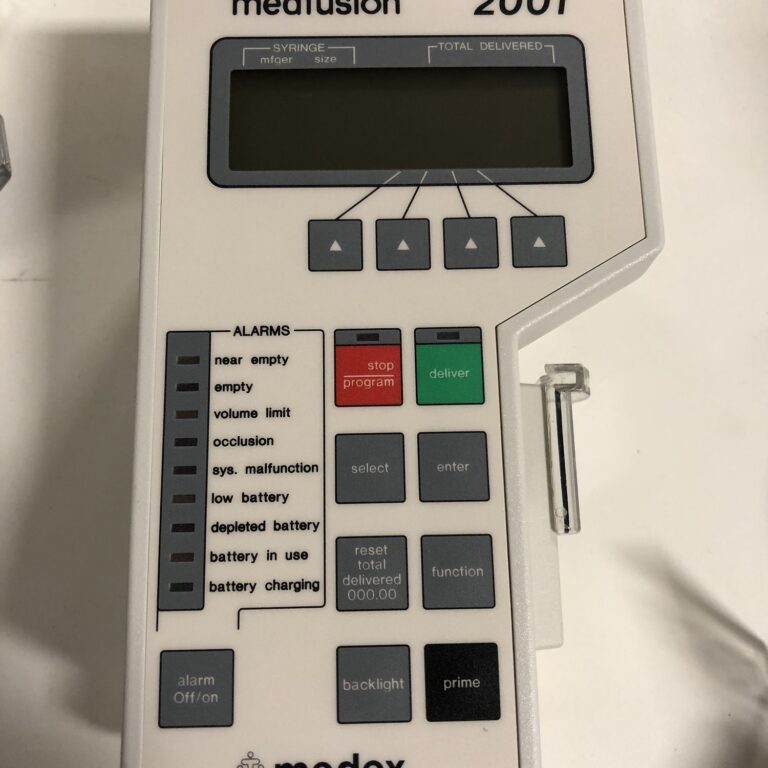 medfusion 2001
SYRINGE TOTAL DELIVERED
mfger size
ALARMS
near empty
empty
volume limit
occlusion
sys. malfunction
low battery
depleted battery
battery in use
battery charging
stop
program
deliver
select
enter
reset
total
delivered
000.00
function
alarm
Off/on
backlight
prime
medex